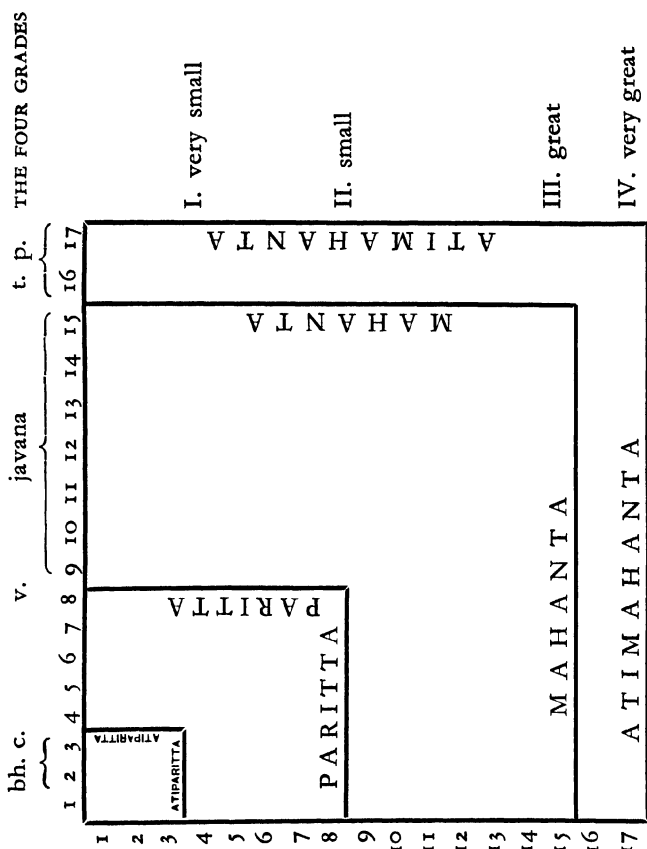 bh. c. v. javana t. p. THE FOUR GRADES
1 2 3 4 5 6 7 8 9 10 11 12 13 14 15 16 17
1
2
3 ATIPARITTA
ATIPARITTA
I. very small
4
5
6
7
8 PARITTA
PARITTA
II. small
9
10
11
12
13
14
15 MAHANTA
MAHANTA
III. great
16
17 ATIMAHANTA
ATIMAHANTA
IV. very great